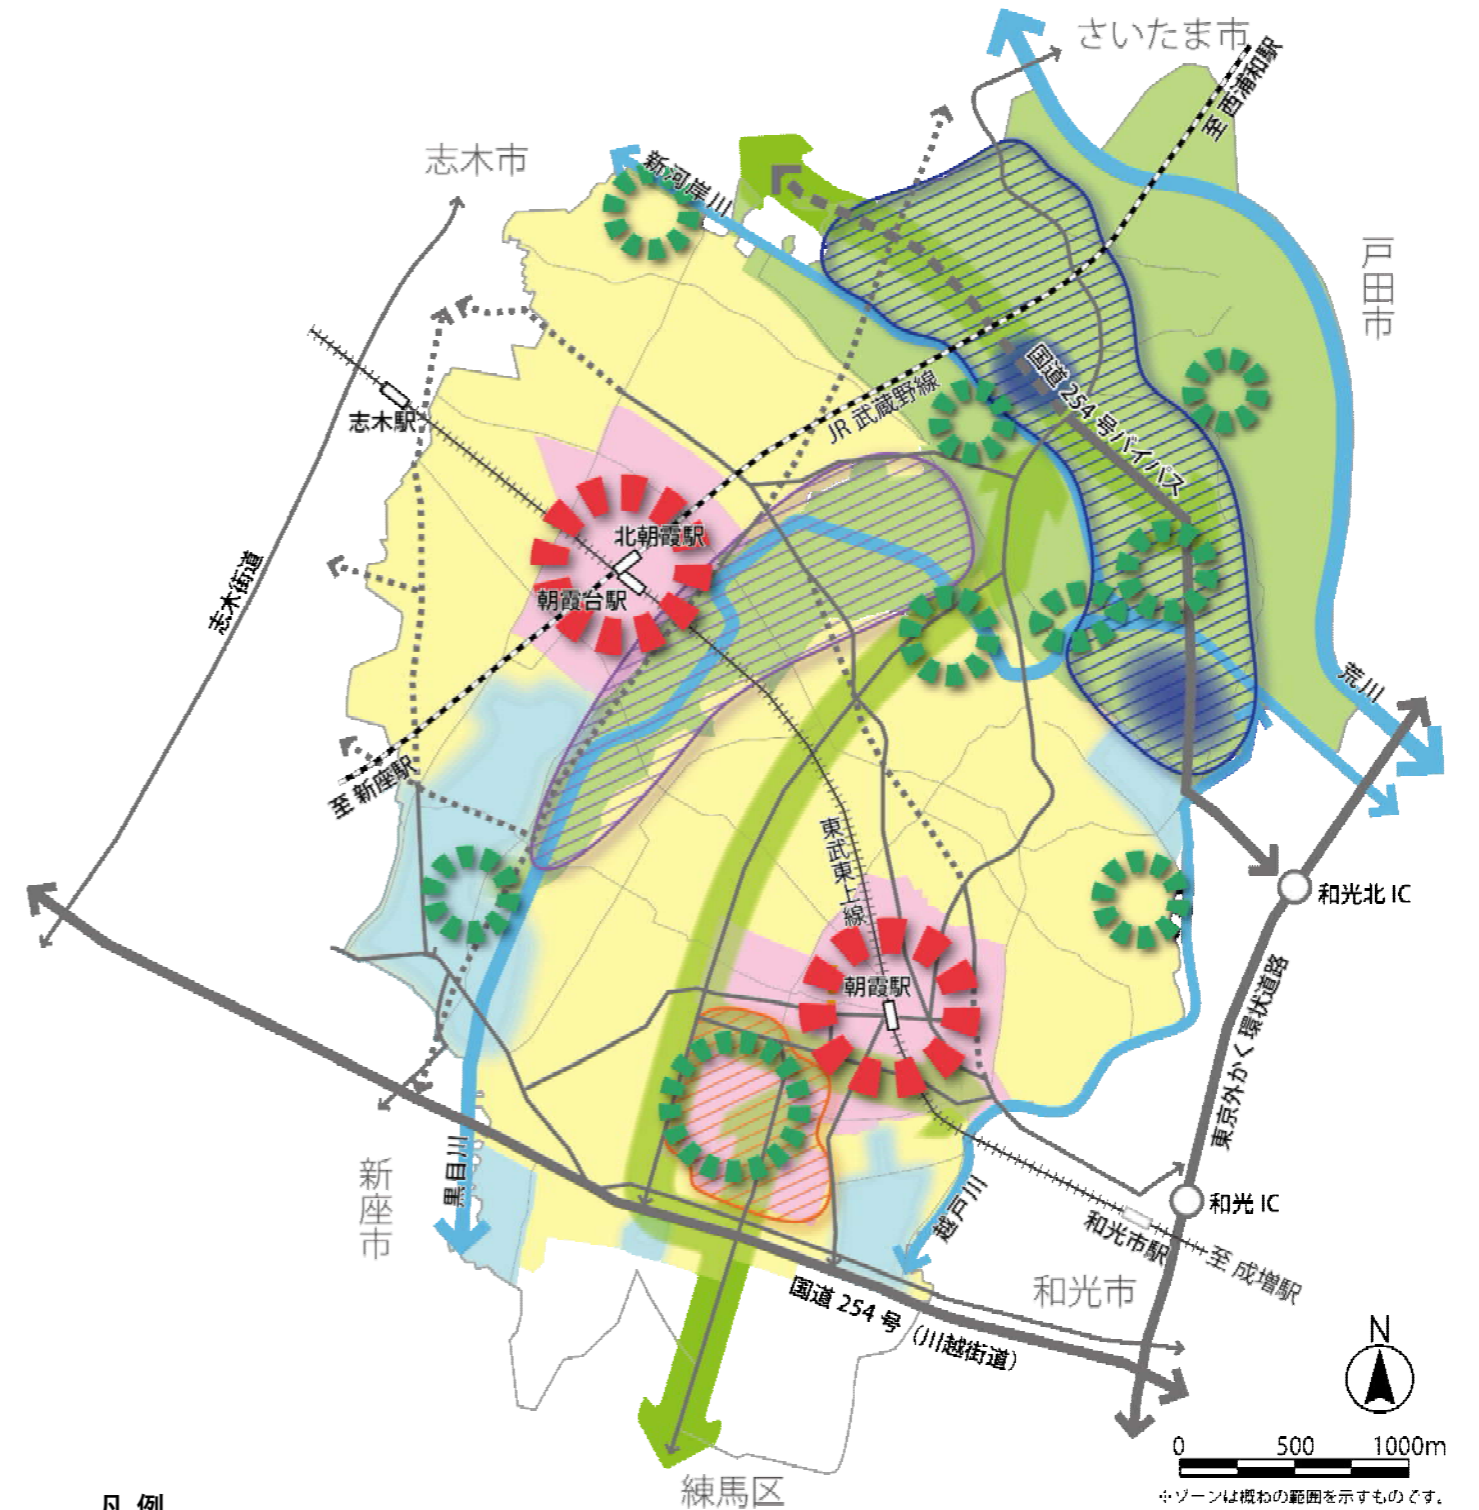 さいたま市
至 西浦和駅
志木市
新河岸川
戸田市
国道 254 号バイパス
JR 武蔵野線
志木駅
北朝霞駅
朝霞台駅
志木街道
荒川
至 新座駅
東武東上線
和光北 IC
朝霞駅
東京外かく環状道路
黒目川
新座市
越戸川
和光 IC
和光市駅
至 成増駅
和光市
国道 254 号（川越街道）
N
0 500 1000m
練馬区
※ゾーンは概ねの範囲を示すものです。
凡 例